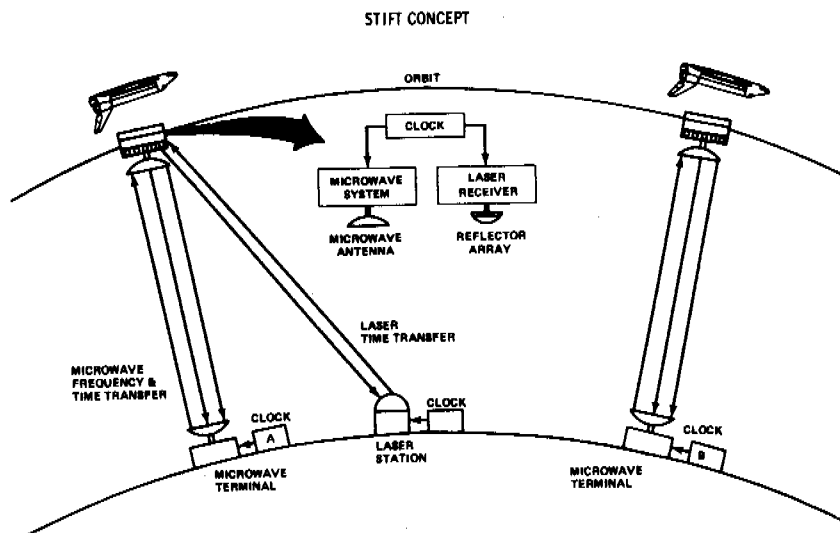 STIFT CONCEPT
ORBIT
CLOCK
MICROWAVE
SYSTEM
LASER
RECEIVER
MICROWAVE
ANTENNA
REFLECTOR
ARRAY
LASER
TIME TRANSFER
MICROWAVE
FREQUENCY &
TIME TRANSFER
CLOCK
A
MICROWAVE
TERMINAL
CLOCK
LASER
STATION
CLOCK
B
MICROWAVE
TERMINAL